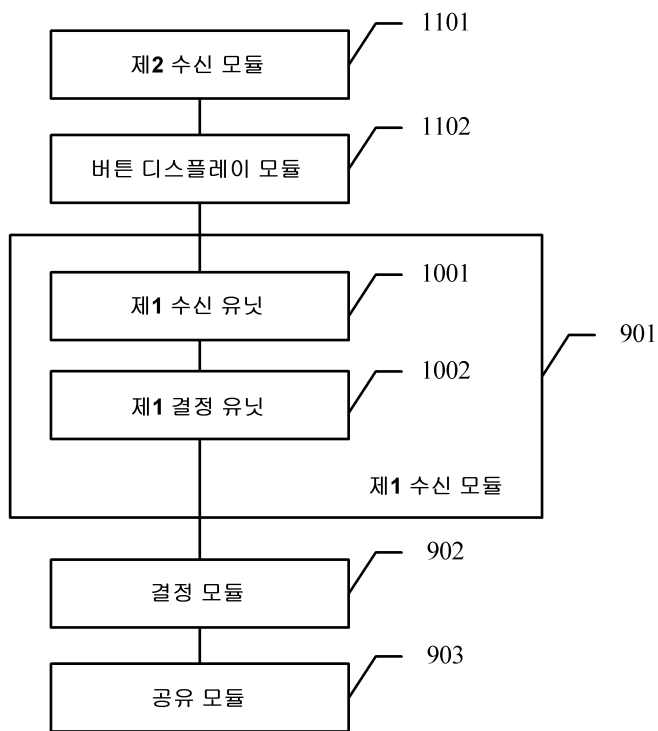 1101
제2 수신 모듈
1102
버튼 디스플레이 모듈
1001
제1 수신 유닛
901
1002
제1 결정 유닛
제1 수신 모듈
902
결정 모듈
903
공유 모듈